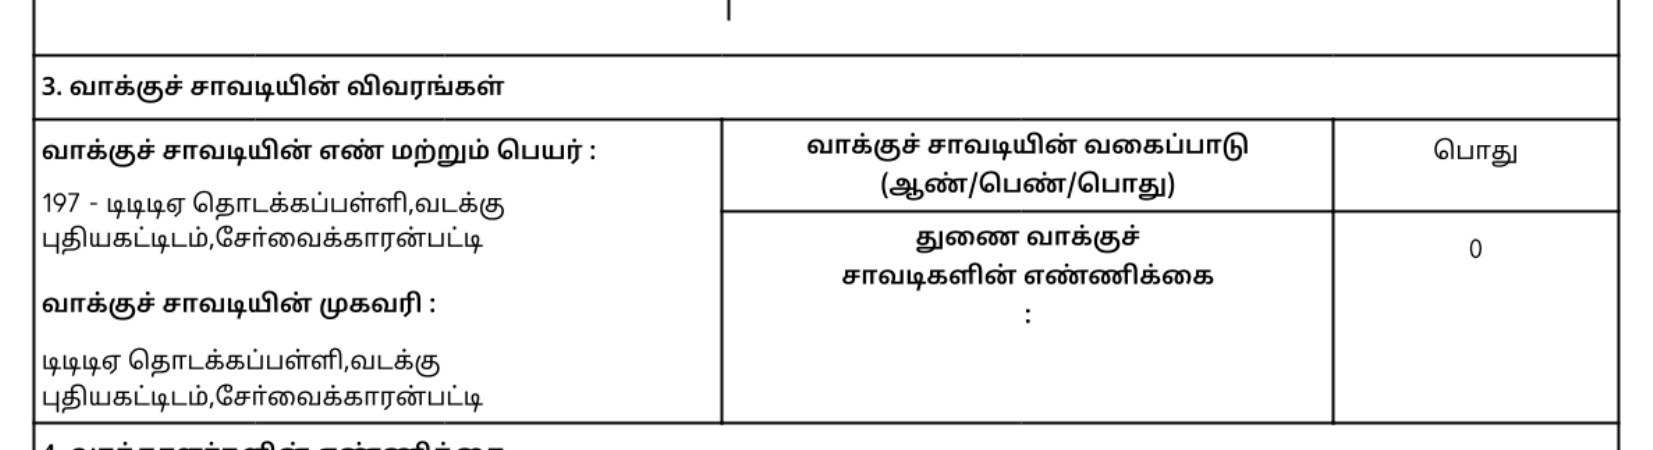 3. வாக்குச் சாவடியின் விவரங்கள்
வாக்குச் சாவடியின் எண் மற்றும் பெயர் :
197 - டிடிடிஏ தொடக்கப்பள்ளி,வடக்கு
புதியகட்டிடம்,சேர்வைக்காரன்பட்டி
வாக்குச் சாவடியின் முகவரி :
டிடிடிஏ தொடக்கப்பள்ளி,வடக்கு
புதியகட்டிடம்,சேர்வைக்காரன்பட்டி
வாக்குச் சாவடியின் வகைப்பாடு
(ஆண்/பெண்/பொது)
பொது
துணை வாக்குச்
சாவடிகளின் எண்ணிக்கை
:
0